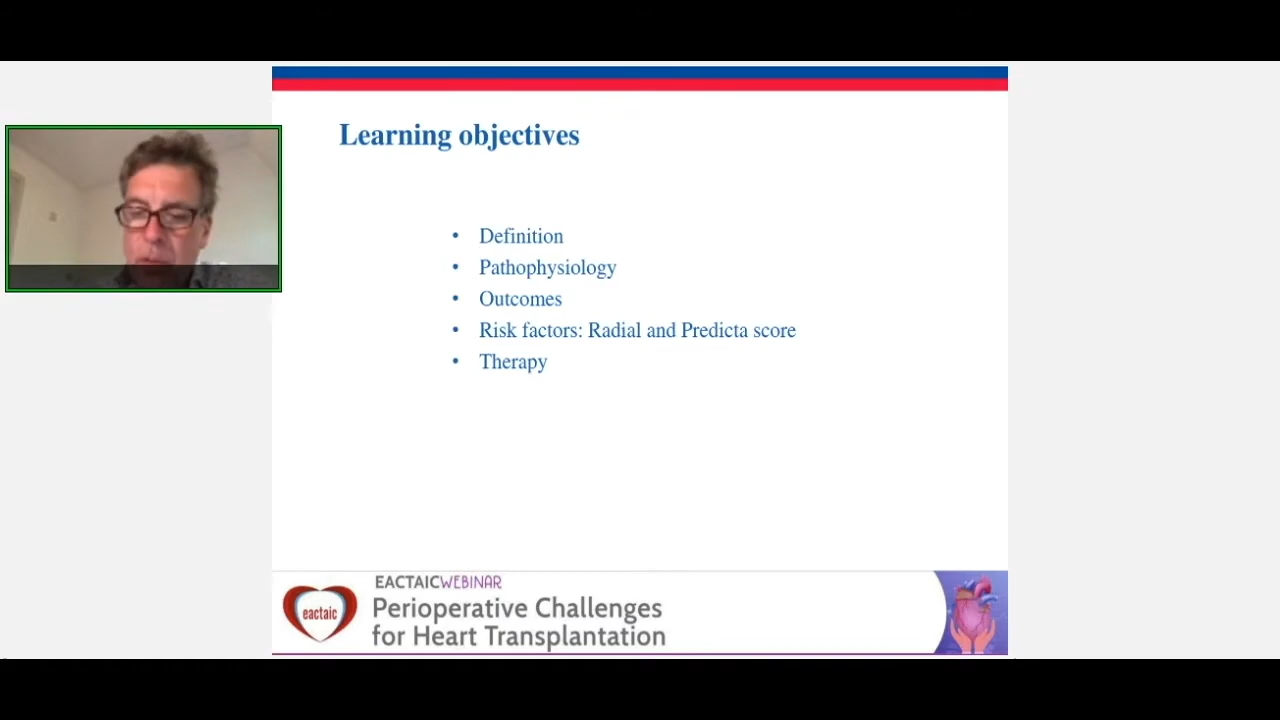 Learning objectives
• Definition
• Pathophysiology
• Outcomes
• Risk factors: Radial and Predicta score
• Therapy
eactaic
EACTAICWEBINAR
Perioperative Challenges
for Heart Transplantation